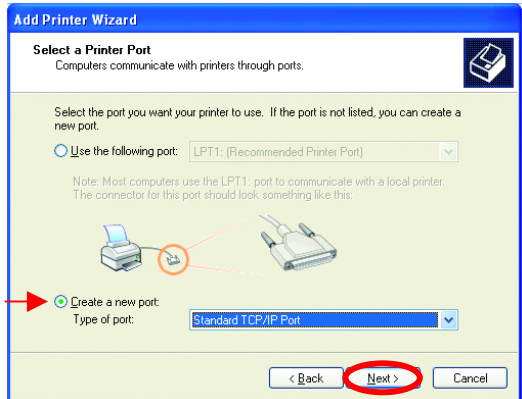 Add Printer Wizard
Select a Printer Port
Computers communicate with printers through ports.
Select the port you want your printer to use. If the port is not listed, you can create a
new port.
Use the following port: LPT1: (Recommended Printer Port)
Note: Most computers use the LPT1: port to communicate with a local printer.
The connector for this port should look something like this:
Create a new port:
Type of port: Standard TCP/IP Port
< Back Next > Cancel